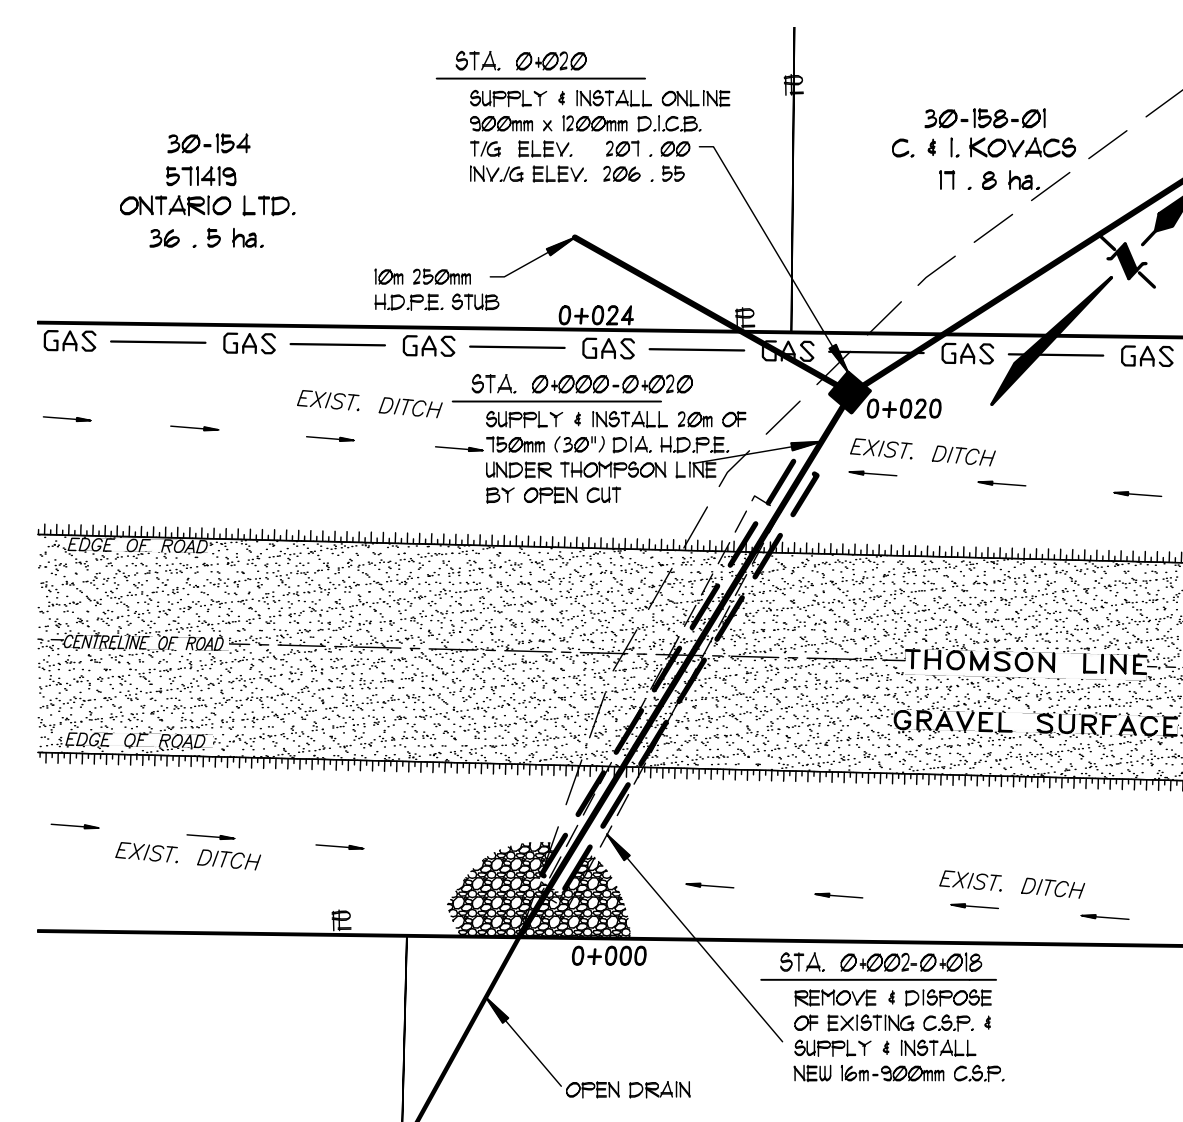 STA. 0+020
SUPPLY & INSTALL ONLINE
900mm x 1200mm D.I.C.B.
T/G ELEV. 207.00
INV./G ELEV. 206.55
30-154
571419
ONTARIO LTD.
36.5 ha.
30-158-01
C. & I. KOVACS
17.8 ha.
10m 250mm
H.D.P.E. STUB
0+024
GAS GAS GAS GAS GAS GAS GAS
STA. 0+000-0+020
SUPPLY & INSTALL 20m OF
750mm (30") DIA. H.D.P.E.
UNDER THOMPSON LINE
BY OPEN CUT
0+020
EXIST. DITCH
EXIST. DITCH
EDGE OF ROAD
CENTRELINE OF ROAD
THOMSON LINE
GRAVEL SURFACE
EDGE OF ROAD
EXIST. DITCH
EXIST. DITCH
0+000
STA. 0+002-0+018
REMOVE & DISPOSE
OF EXISTING C.S.P. &
SUPPLY & INSTALL
NEW 16m-900mm C.S.P.
OPEN DRAIN